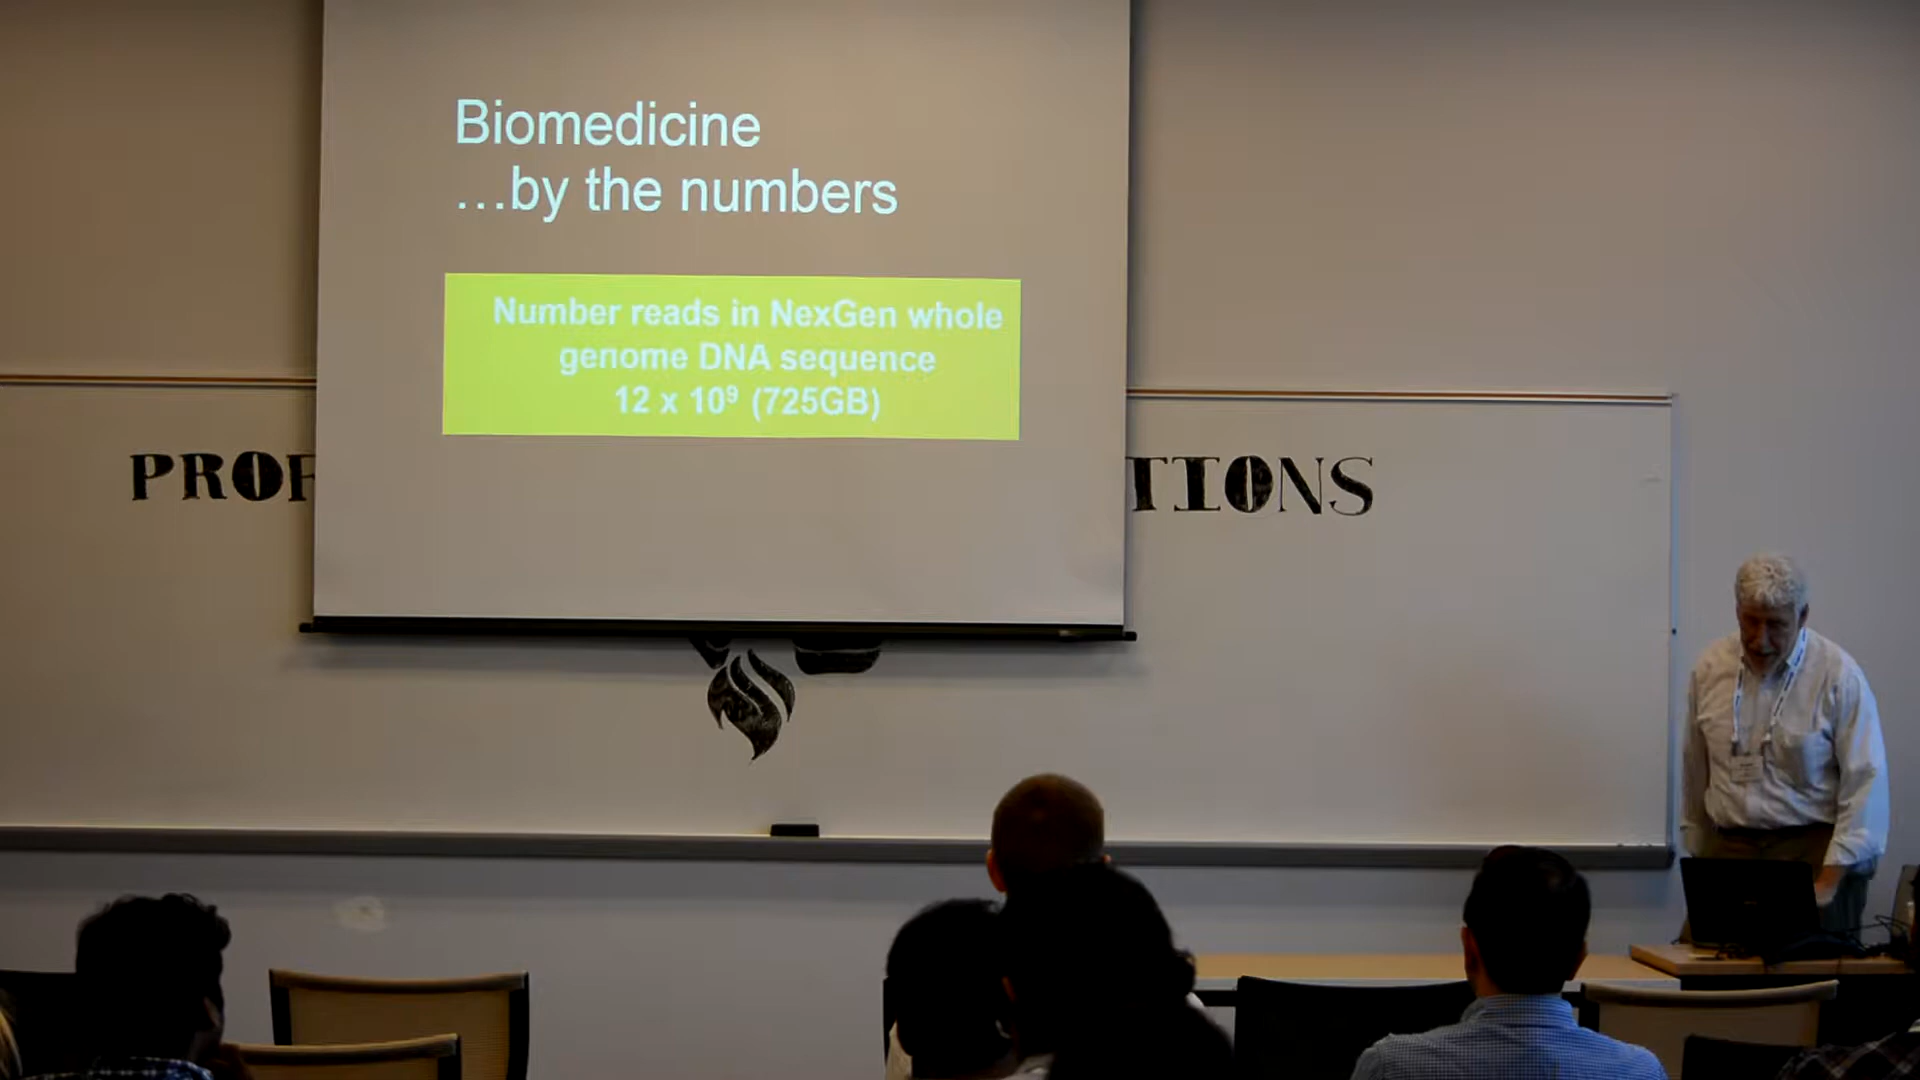 Biomedicine
...by the numbers
Number reads in NexGen whole
genome DNA sequence
12 x 10⁹ (725GB)
PROF
TIONS